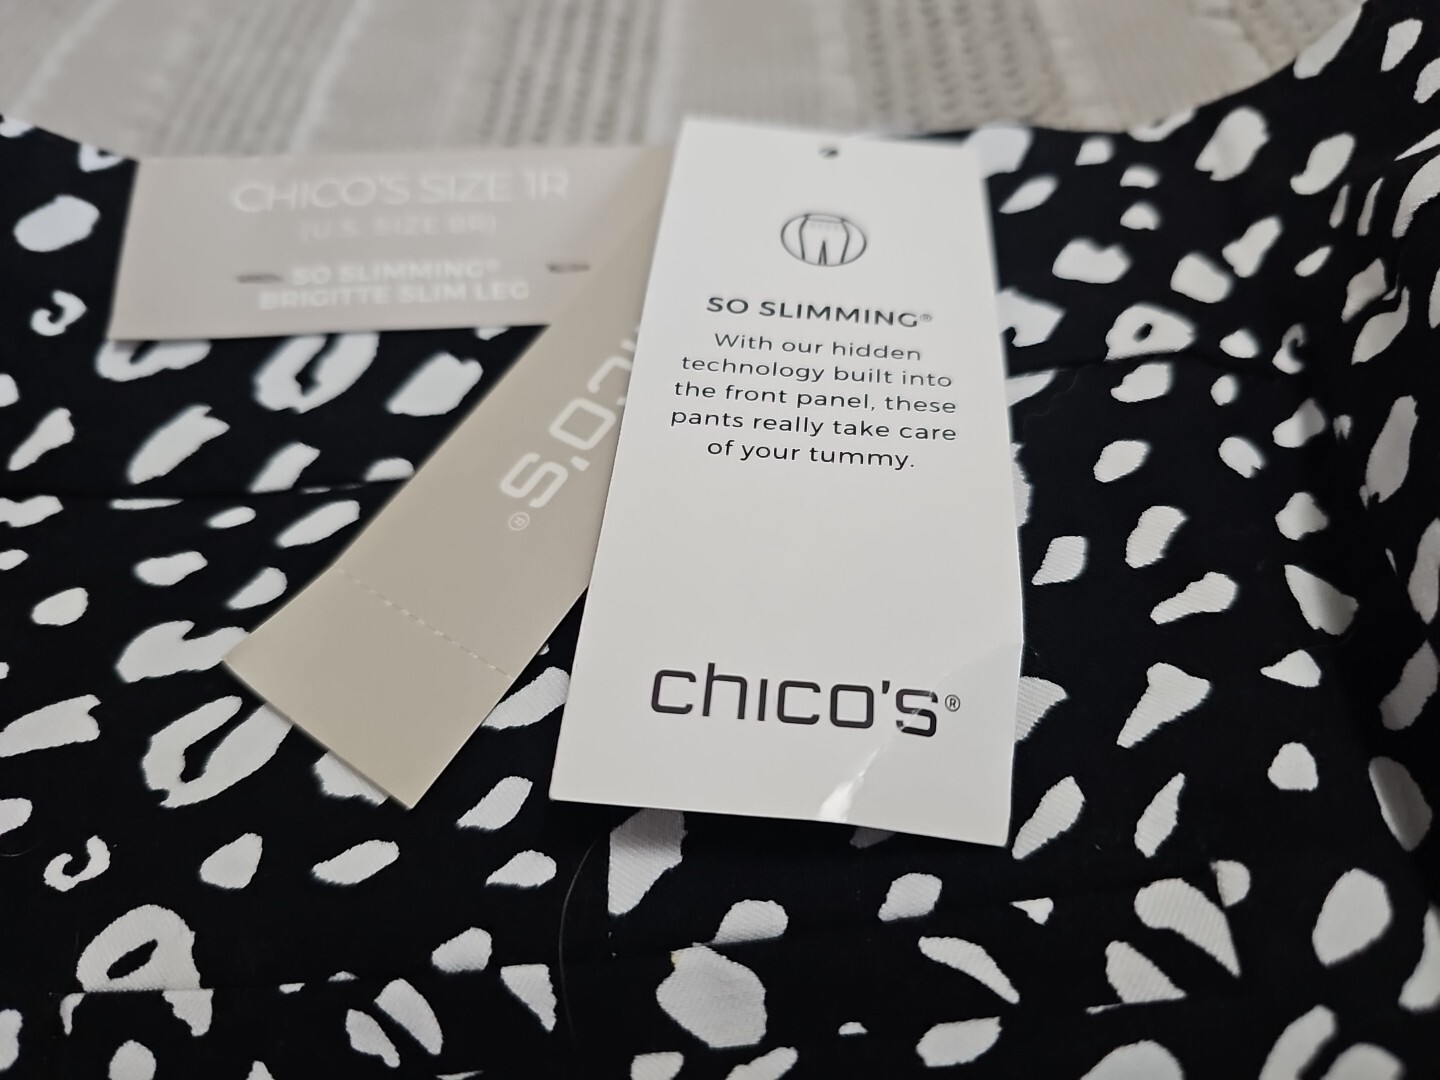 CHICO'S SIZE 1R
(U.S. SIZE 8R)
SO SLIMMING®
BRIGITTE SLIM LEG
ICO'S®
SO SLIMMING®
With our hidden
technology built into
the front panel, these
pants really take care
of your tummy.
chico's®